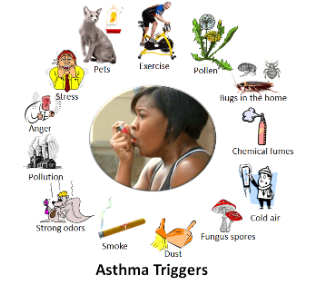 Pets
Exercise
Pollen
Bugs in the home
Chemical fumes
Cold air
Fungus spores
Dust
Smoke
Strong odors
Pollution
Anger
Stress
Asthma Triggers